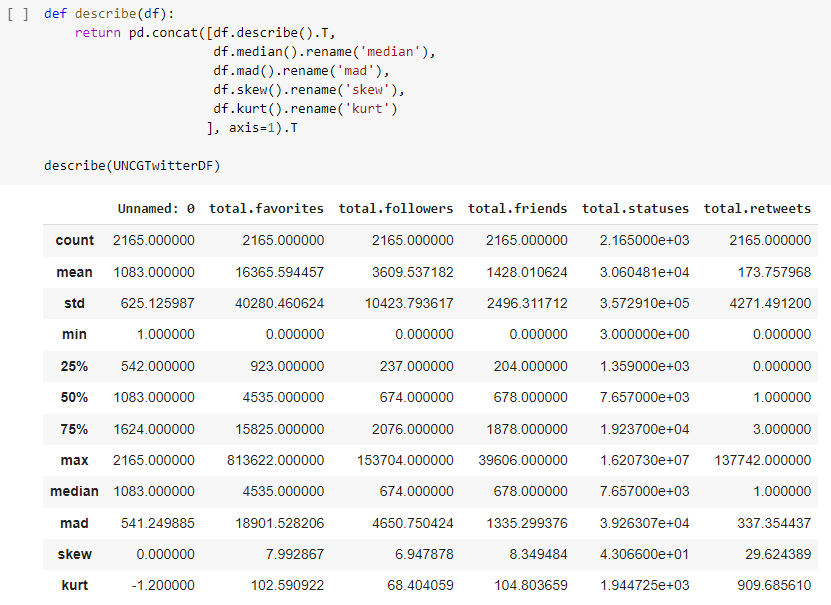 [ ] def describe(df):
return pd.concat([df.describe().T,
df.median().rename('median'),
df.mad().rename('mad'),
df.skew().rename('skew'),
df.kurt().rename('kurt')
], axis=1).T
describe(UNCGTwitterDF)
Unnamed: 0 total.favorites total.followers total.friends total.statuses total.retweets
count 2165.000000 2165.000000 2165.000000 2165.000000 2.165000e+03 2165.000000
mean 1083.000000 16365.594457 3609.537182 1428.010624 3.060481e+04 173.757968
std 625.125987 40280.460624 10423.793617 2496.311712 3.572910e+05 4271.491200
min 1.000000 0.000000 0.000000 0.000000 3.000000e+00 0.000000
25% 542.000000 923.000000 237.000000 204.000000 1.359000e+03 0.000000
50% 1083.000000 4535.000000 674.000000 678.000000 7.657000e+03 1.000000
75% 1624.000000 15825.000000 2076.000000 1878.000000 1.923700e+04 3.000000
max 2165.000000 813622.000000 153704.000000 39606.000000 1.620730e+07 137742.000000
median 1083.000000 4535.000000 674.000000 678.000000 7.657000e+03 1.000000
mad 541.249885 18901.528206 4650.750424 1335.299376 3.926307e+04 337.354437
skew 0.000000 7.992867 6.947878 8.349484 4.306600e+01 29.624389
kurt -1.200000 102.590922 68.404059 104.803659 1.944725e+03 909.685610